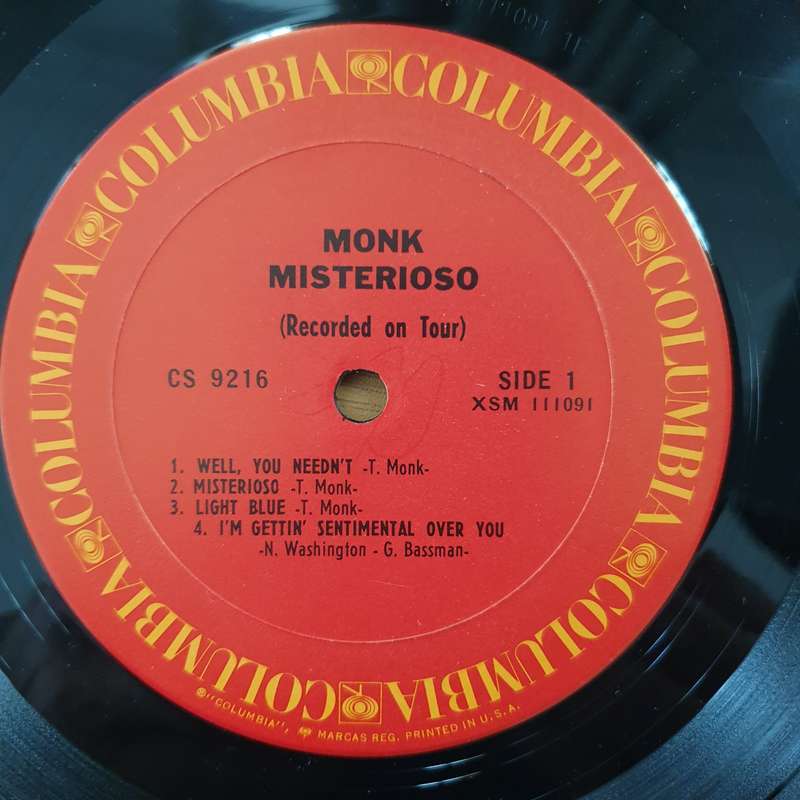 COLUMBIA COLUMBIA COLUMBIA COLUMBIA COLUMBIA COLUMBIA
MONK
MISTERIOSO
(Recorded on Tour)
CS 9216
SIDE 1
XSM 111091
1. WELL, YOU NEEDN'T -T. Monk-
2. MISTERIOSO -T. Monk-
3. LIGHT BLUE -T. Monk-
4. I'M GETTIN' SENTIMENTAL OVER YOU
-N. Washington - G. Bassman-
®"COLUMBIA", MARCAS REG. PRINTED IN U.S.A.